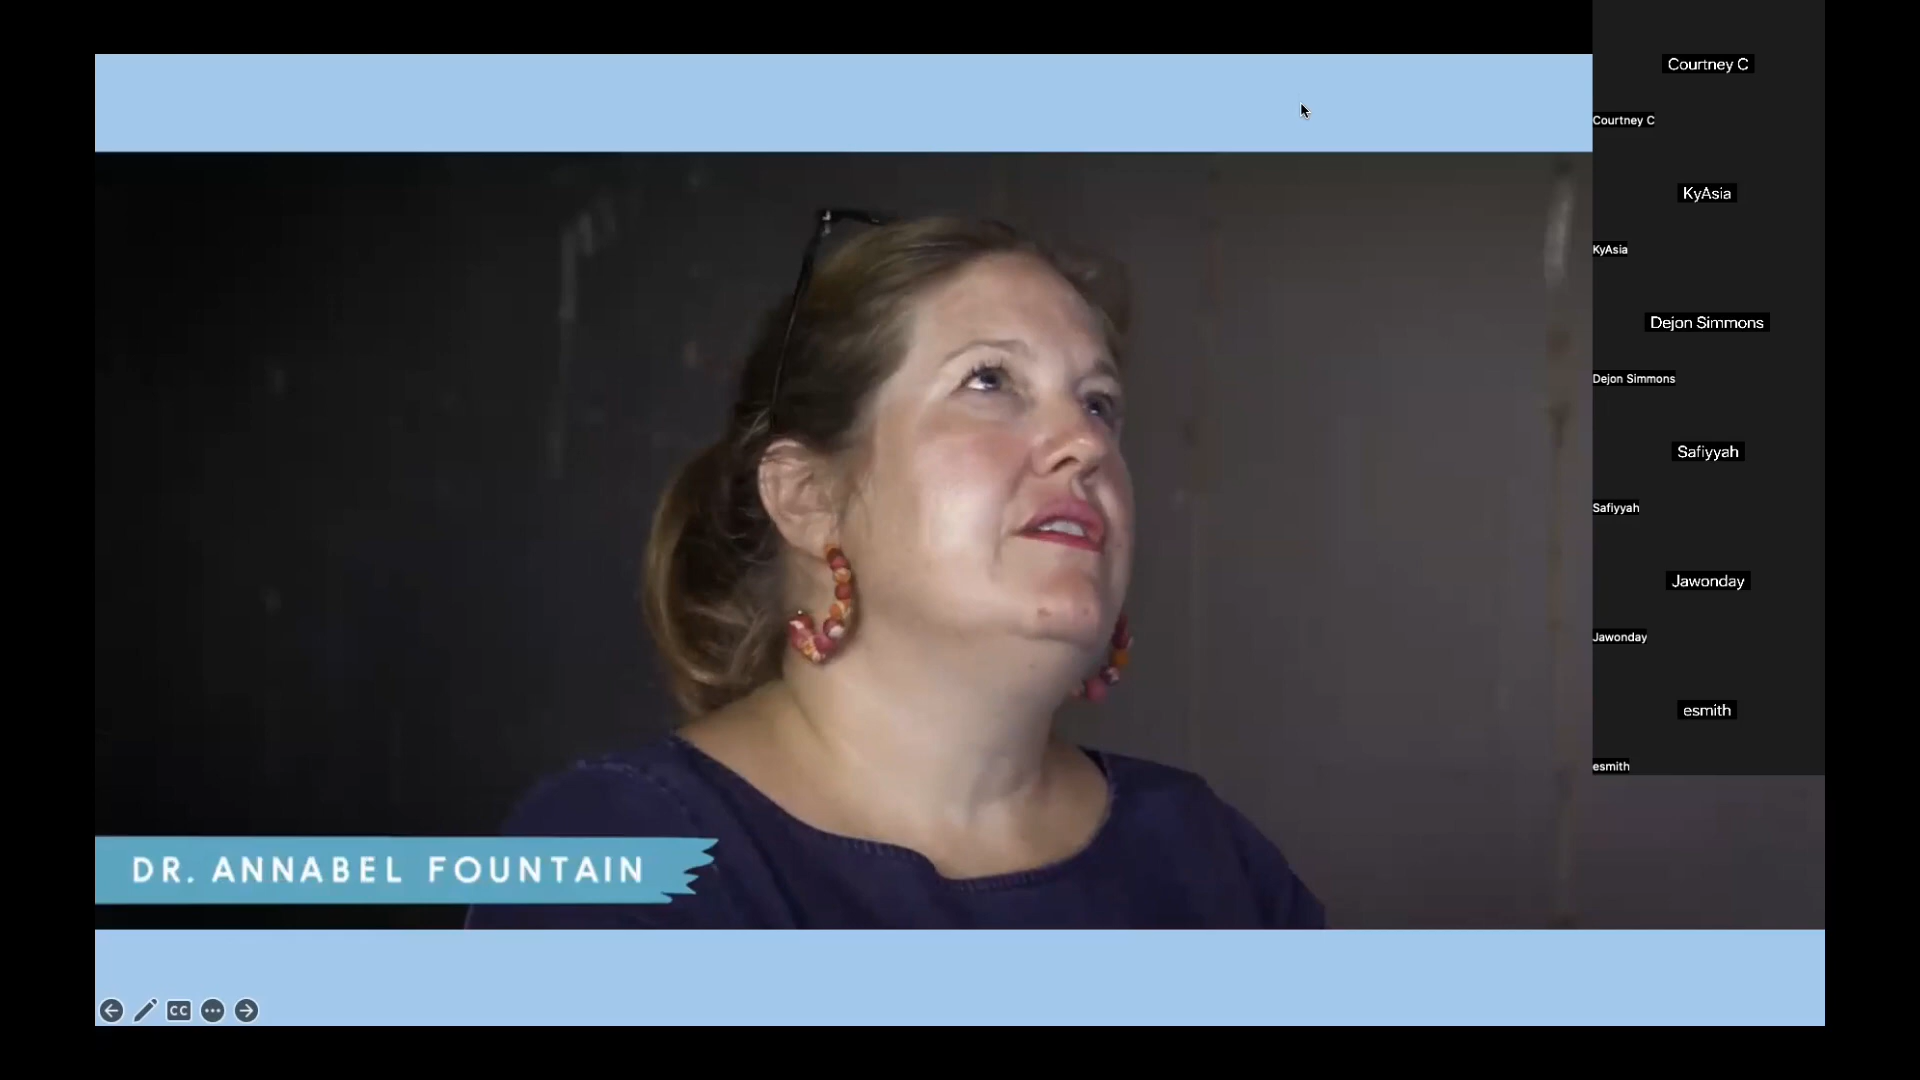 Courtney C
Courtney C
KyAsia
KyAsia
Dejon Simmons
Dejon Simmons
Safiyyah
Safiyyah
Jawonday
Jawonday
esmith
esmith
DR. ANNABEL FOUNTAIN
CC